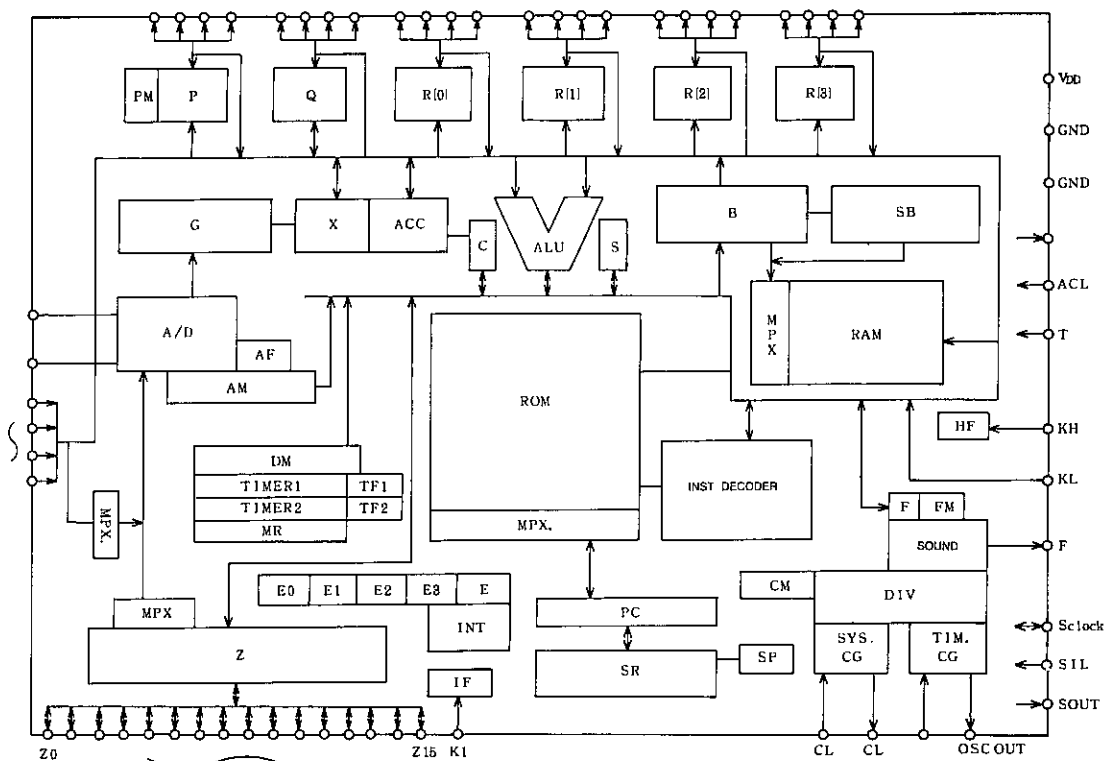 PM P
Q
R[0]
R[1]
R[2]
R[3]
VDD
GND
GND
G
X
ACC
C
ALU
S
B
SB
ACL
T
A/D
AF
AM
ROM
MPX
RAM
HF
KH
KL
DM
TIMER1 TF1
TIMER2 TF2
MR
MPX.
INST DECODER
MPX.
F FM
SOUND
F
E0 E1 E2 E3 E
INT
CM
DIV
MPX
Z
PC
SR
SP
SYS.
CG
TIM.
CG
Sclock
SIL
SOUT
IF
Z0
Z15
K1
CL
CL
OSC OUT